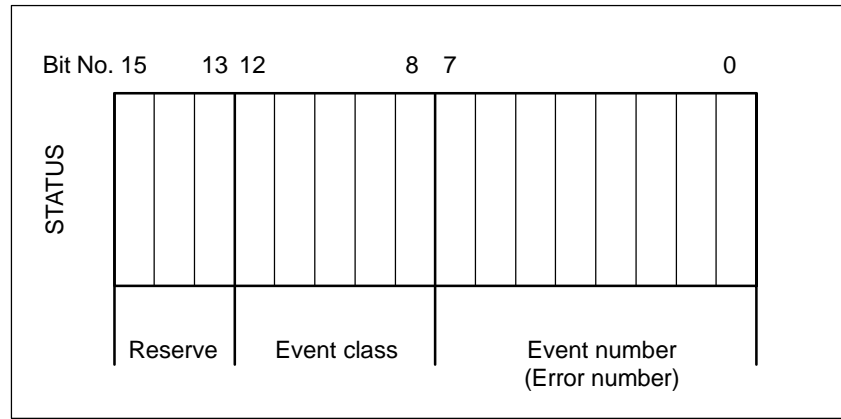 Bit No. 15 13 12 8 7 0
STATUS
Reserve Event class Event number
(Error number)